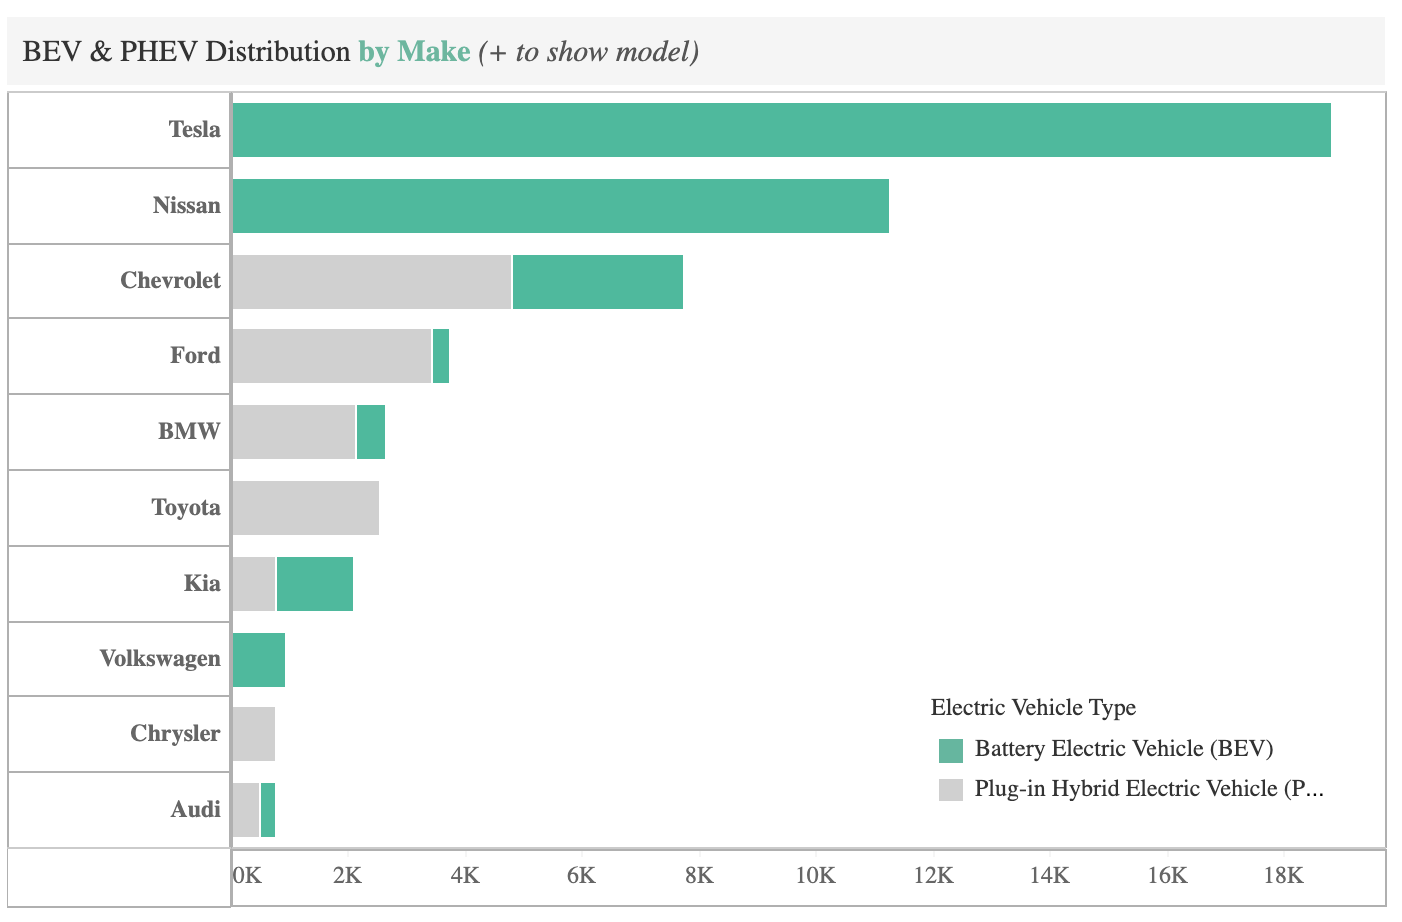 BEV & PHEV Distribution by Make (+ to show model)
Tesla
Nissan
Chevrolet
Ford
BMW
Toyota
Kia
Volkswagen
Chrysler
Audi
Electric Vehicle Type
Battery Electric Vehicle (BEV)
Plug-in Hybrid Electric Vehicle (P...
0K 2K 4K 6K 8K 10K 12K 14K 16K 18K